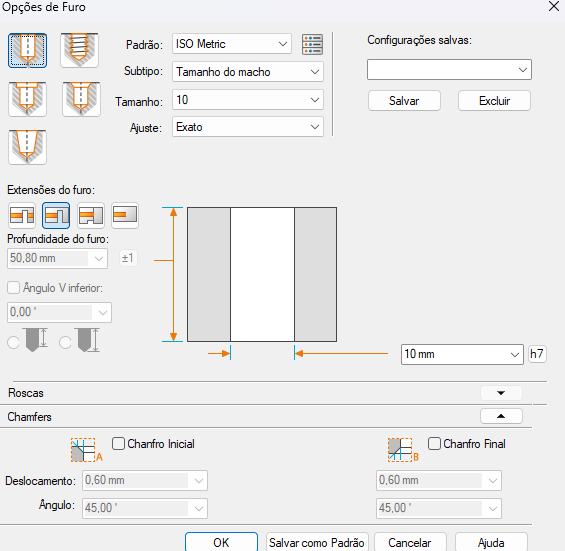 Opções de Furo
Padrão: ISO Metric
Configurações salvas:
Subtipo: Tamanho do macho
Tamanho: 10
Salvar Excluir
Ajuste: Exato
Extensões do furo:
Profundidade do furo:
50,80 mm ±1
Ângulo V inferior:
0,00 °
10 mm h7
Roscas
Chamfers
A Chanfro Inicial B Chanfro Final
Deslocamento: 0,60 mm 0,60 mm
Ângulo: 45,00 ° 45,00 °
OK Salvar como Padrão Cancelar Ajuda